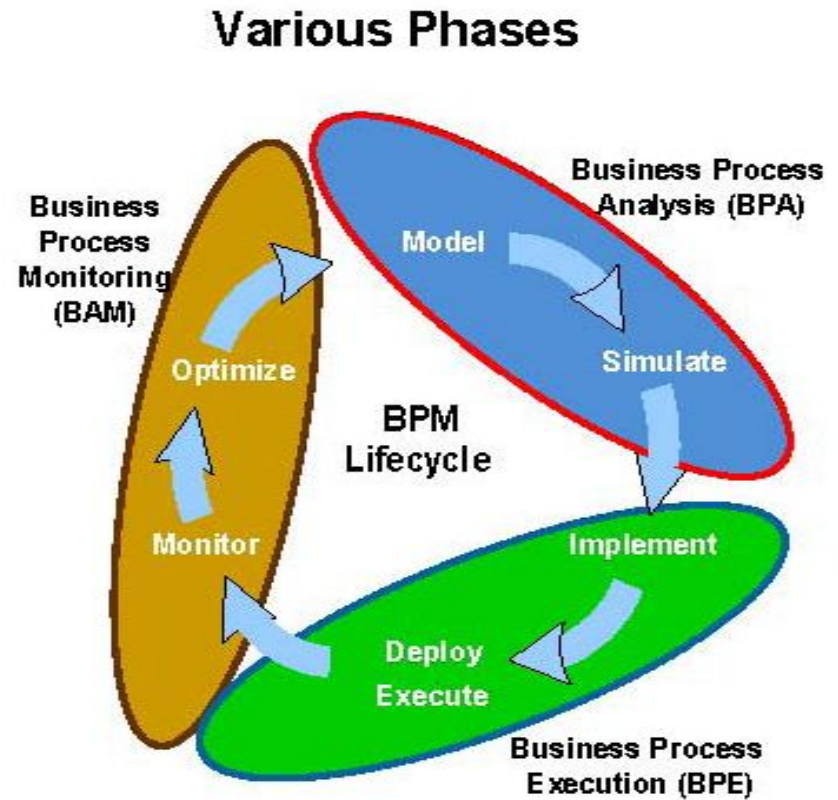 Various Phases
Business Process
Analysis (BPA)
Business
Process
Monitoring
(BAM)
Model
Simulate
Optimize
BPM
Lifecycle
Monitor
Implement
Deploy
Execute
Business Process
Execution (BPE)